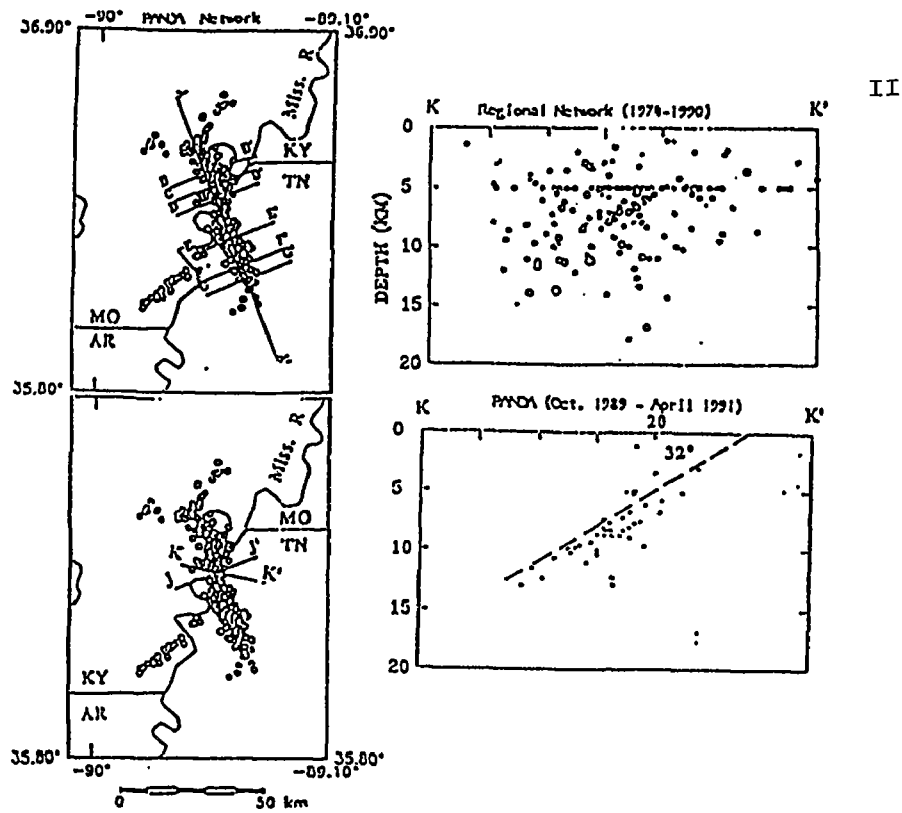 -90° PANDA Network -89.10°
36.90° 36.90°
Miss. R
KY
TN
MO
AR
35.80°
Miss. R
MO
TN
K
J'
K'
J
KY
AR
35.80° 35.80°
-90° -89.10°
0 50 km
II
K Regional Network (1974-1990) K'
0
5
10
15
20
DEPTH (KM)
K PANDA (Oct. 1989 - April 1991) K'
20
0
32°
5
10
15
20